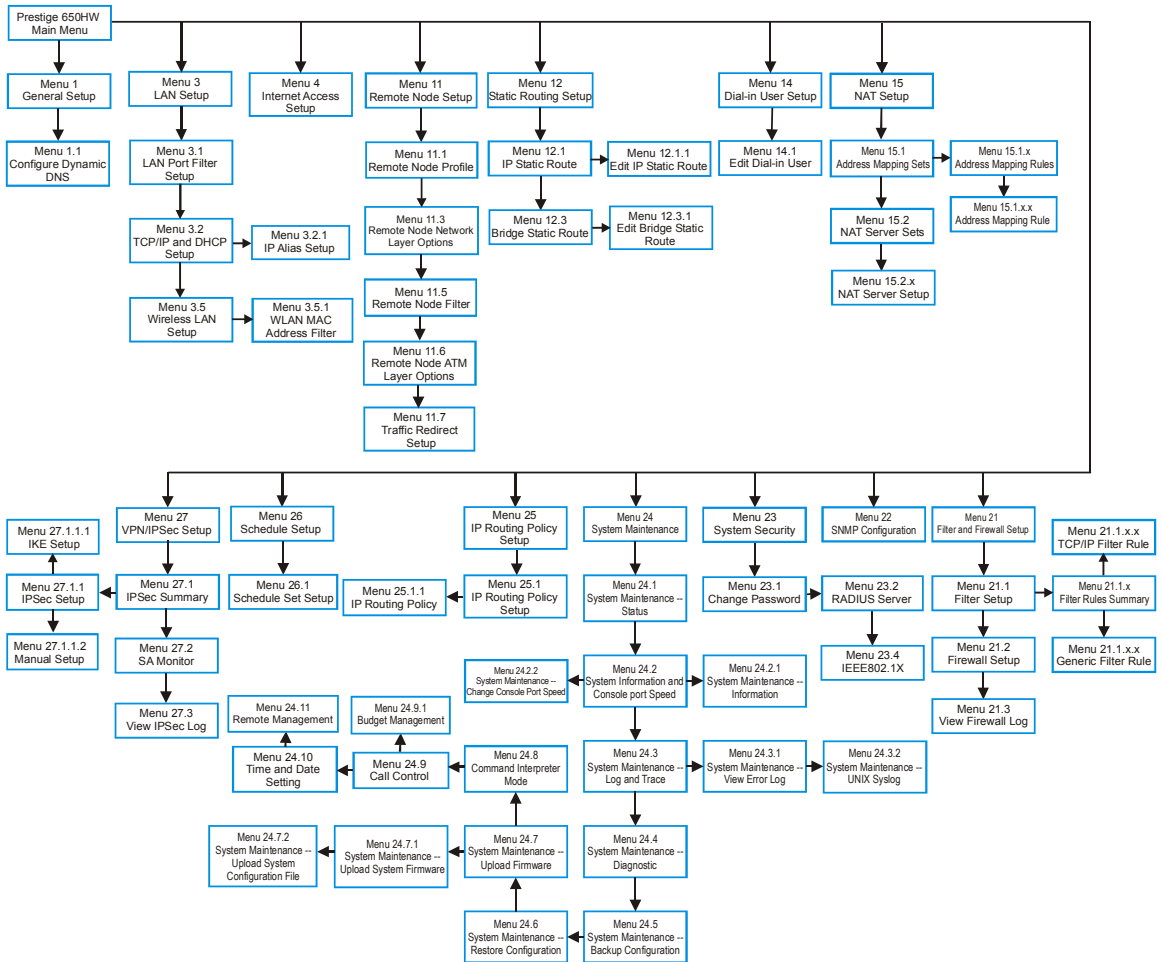 Prestige 650HW
Main Menu
Menu 1
General Setup
Menu 3
LAN Setup
Menu 4
Internet Access
Setup
Menu 11
Remote Node Setup
Menu 12
Static Routing Setup
Menu 14
Dial-in User Setup
Menu 15
NAT Setup
Menu 1.1
Configure Dynamic
DNS
Menu 3.1
LAN Port Filter
Setup
Menu 11.1
Remote Node Profile
Menu 12.1
IP Static Route
Menu 12.1.1
Edit IP Static Route
Menu 14.1
Edit Dial-in User
Menu 15.1
Address Mapping Sets
Menu 15.1.x
Address Mapping Rules
Menu 15.1.x.x
Address Mapping Rule
Menu 3.2
TCP/IP and DHCP
Setup
Menu 3.2.1
IP Alias Setup
Menu 11.3
Remote Node Network
Layer Options
Menu 12.3
Bridge Static Route
Menu 12.3.1
Edit Bridge Static
Route
Menu 15.2
NAT Server Sets
Menu 15.2.x
NAT Server Setup
Menu 3.5
Wireless LAN
Setup
Menu 3.5.1
WLAN MAC
Address Filter
Menu 11.5
Remote Node Filter
Menu 11.6
Remote Node ATM
Layer Options
Menu 11.7
Traffic Redirect
Setup
Menu 27.1.1.1
IKE Setup
Menu 27
VPN/IPSec Setup
Menu 26
Schedule Setup
Menu 25
IP Routing Policy
Setup
Menu 24
System Maintenance
Menu 23
System Security
Menu 22
SNMP Configuration
Menu 21
Filter and Firewall Setup
Menu 21.1.x.x
TCP/IP Filter Rule
Menu 27.1.1
IPSec Setup
Menu 27.1
IPSec Summary
Menu 26.1
Schedule Set Setup
Menu 25.1.1
IP Routing Policy
Menu 25.1
IP Routing Policy
Setup
Menu 24.1
System Maintenance --
Status
Menu 23.1
Change Password
Menu 23.2
RADIUS Server
Menu 21.1
Filter Setup
Menu 21.1.x
Filter Rules Summary
Menu 27.1.1.2
Manual Setup
Menu 27.2
SA Monitor
Menu 24.2.2
System Maintenance --
Change Console Port Speed
Menu 24.2
System Information and
Console port Speed
Menu 24.2.1
System Maintenance --
Information
Menu 23.4
IEEE802.1X
Menu 21.2
Firewall Setup
Menu 21.1.x.x
Generic Filter Rule
Menu 27.3
View IPSec Log
Menu 24.11
Remote Management
Menu 24.9.1
Budget Management
Menu 21.3
View Firewall Log
Menu 24.10
Time and Date
Setting
Menu 24.9
Call Control
Menu 24.8
Command Interpreter
Mode
Menu 24.3
System Maintenance --
Log and Trace
Menu 24.3.1
System Maintenance --
View Error Log
Menu 24.3.2
System Maintenance --
UNIX Syslog
Menu 24.7.2
System Maintenance --
Upload System
Configuration File
Menu 24.7.1
System Maintenance --
Upload System Firmware
Menu 24.7
System Maintenance --
Upload Firmware
Menu 24.4
System Maintenance --
Diagnostic
Menu 24.6
System Maintenance --
Restore Configuration
Menu 24.5
System Maintenance --
Backup Configuration